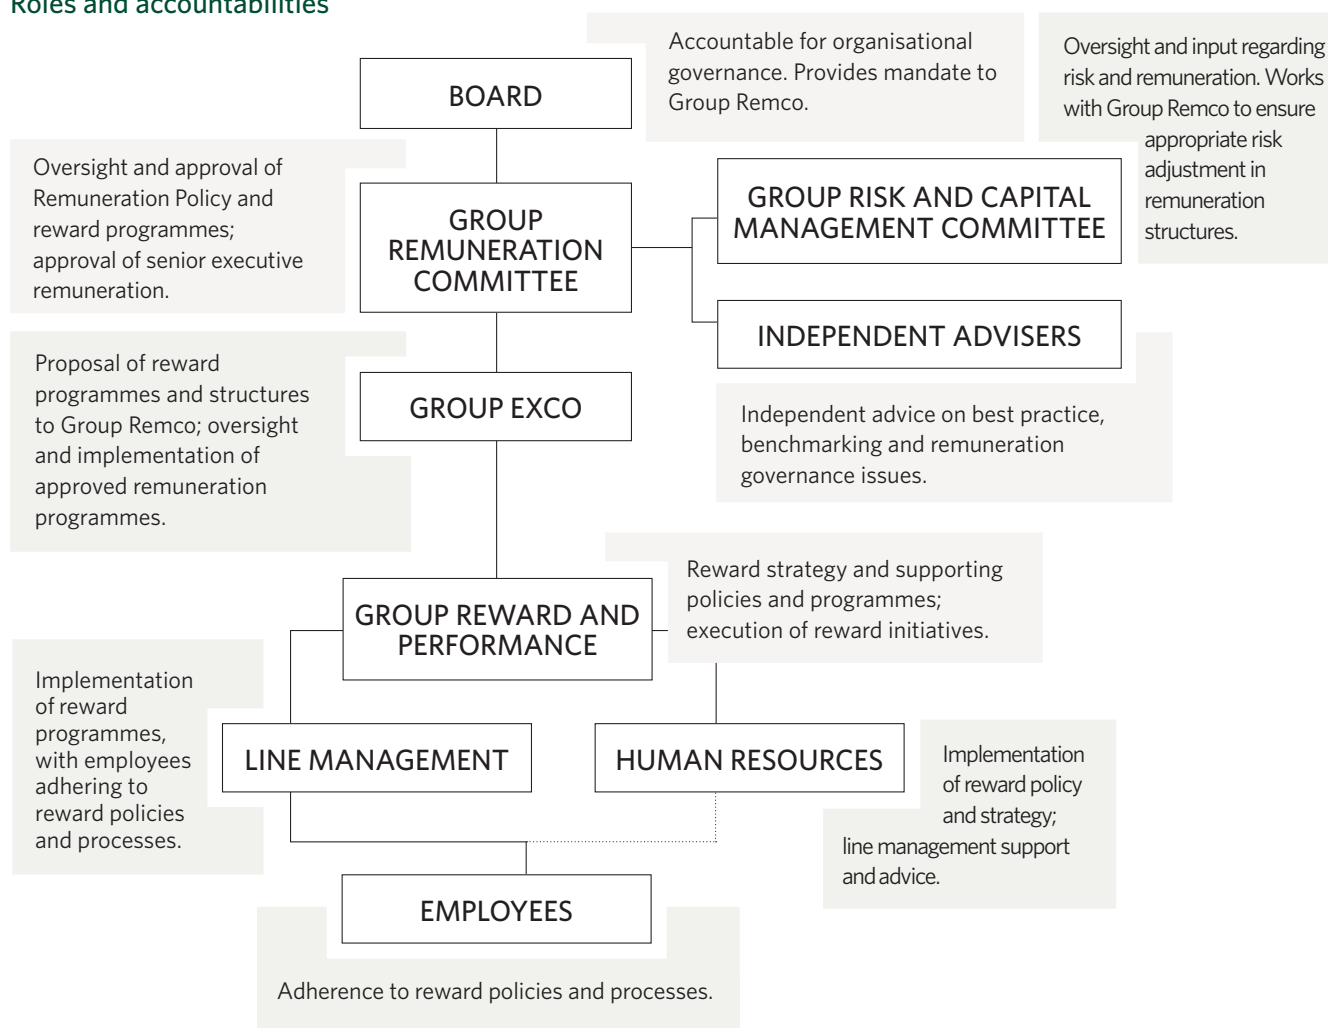 Roles and accountabilities
BOARD
Accountable for organisational
governance. Provides mandate to
Group Remco.
Oversight and input regarding
risk and remuneration. Works
with Group Remco to ensure
appropriate risk
adjustment in
remuneration
structures.
Oversight and approval of
Remuneration Policy and
reward programmes;
approval of senior executive
remuneration.
GROUP
REMUNERATION
COMMITTEE
GROUP RISK AND CAPITAL
MANAGEMENT COMMITTEE
INDEPENDENT ADVISERS
Independent advice on best practice,
benchmarking and remuneration
governance issues.
Proposal of reward
programmes and structures
to Group Remco; oversight
and implementation of
approved remuneration
programmes.
GROUP EXCO
GROUP REWARD AND
PERFORMANCE
Reward strategy and supporting
policies and programmes;
execution of reward initiatives.
Implementation
of reward
programmes,
with employees
adhering to
reward policies
and processes.
LINE MANAGEMENT
HUMAN RESOURCES
Implementation
of reward policy
and strategy;
line management support
and advice.
EMPLOYEES
Adherence to reward policies and processes.